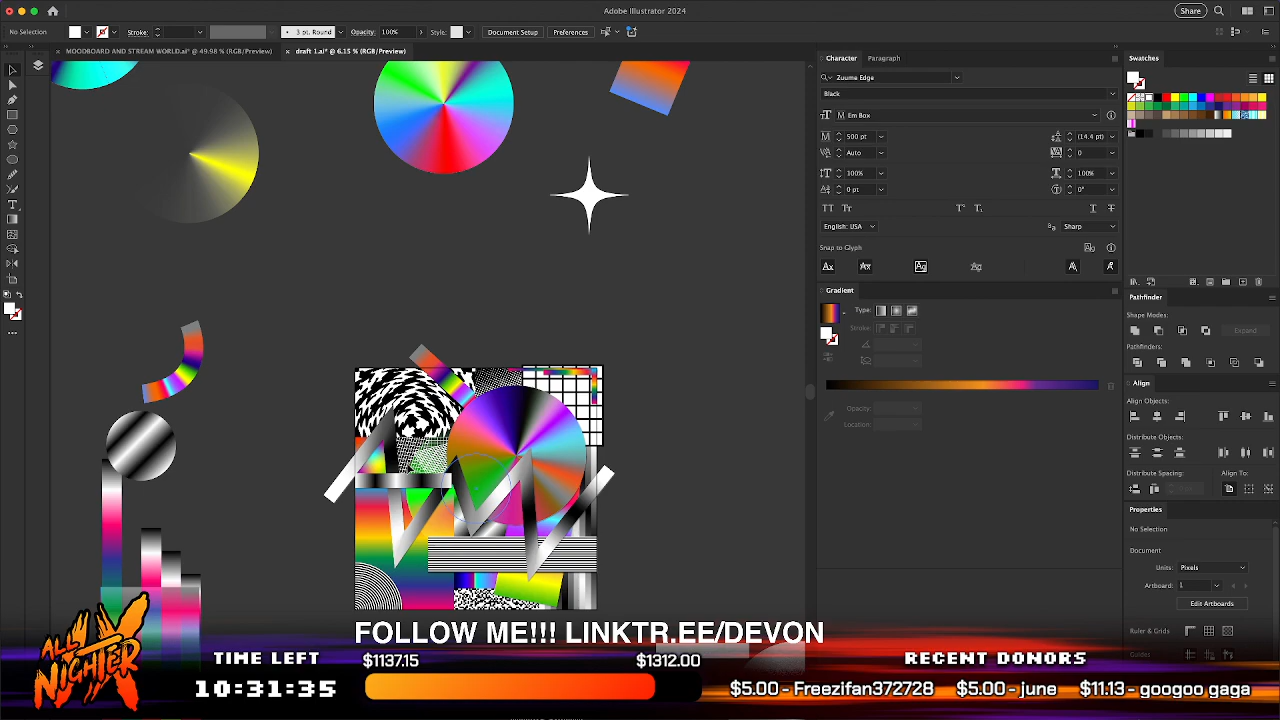 Adobe Illustrator 2024
Share
No Selection
Stroke:
3 pt. Round
Opacity:
100%
Style:
Document Setup
Preferences
MOODBOARD AND STREAM WORLD.ai* @ 49.98 % (RGB/Preview)
draft 1.ai* @ 6.15 % (RGB/Preview)
Character
Paragraph
Zuume Edge
Black
Em Box
500 pt
(14.4 pt)
Auto
0
100%
100%
0 pt
0°
English: USA
Sharp
Snap to Glyph
Gradient
Type:
Stroke:
Opacity:
Location:
Swatches
Pathfinder
Shape Modes:
Expand
Pathfinders:
Align
Align Objects:
Distribute Objects:
Distribute Spacing:
Align To:
Properties
No Selection
Document
Units:
Pixels
Artboard:
1
Edit Artboards
Ruler & Grids
Guides
FOLLOW ME!!! LINKTR.EE/DEVON
ALL
NIGHTER
X
TIME LEFT
10:31:35
$1137.15
$1312.00
RECENT DONORS
$5.00 - Freezifan372728
$5.00 - june
$11.13 - googoo gaga